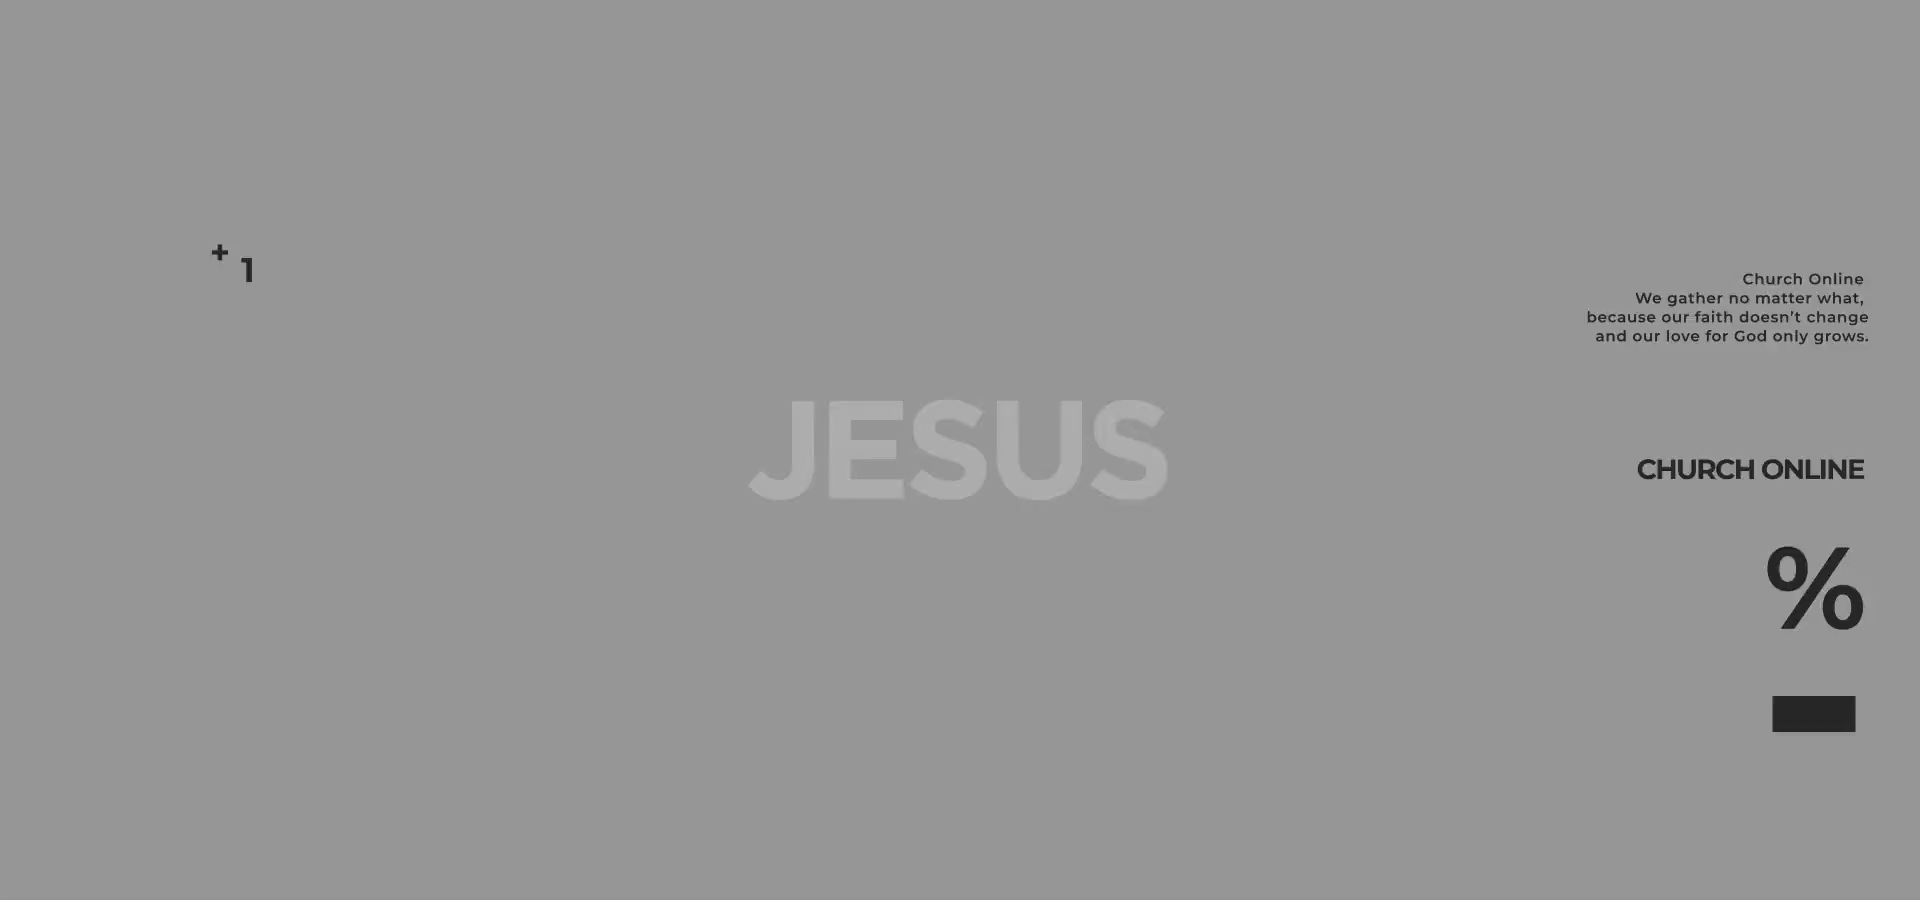 + 1
Church Online
We gather no matter what,
because our faith doesn’t change
and our love for God only grows.
JESUS
CHURCH ONLINE
%